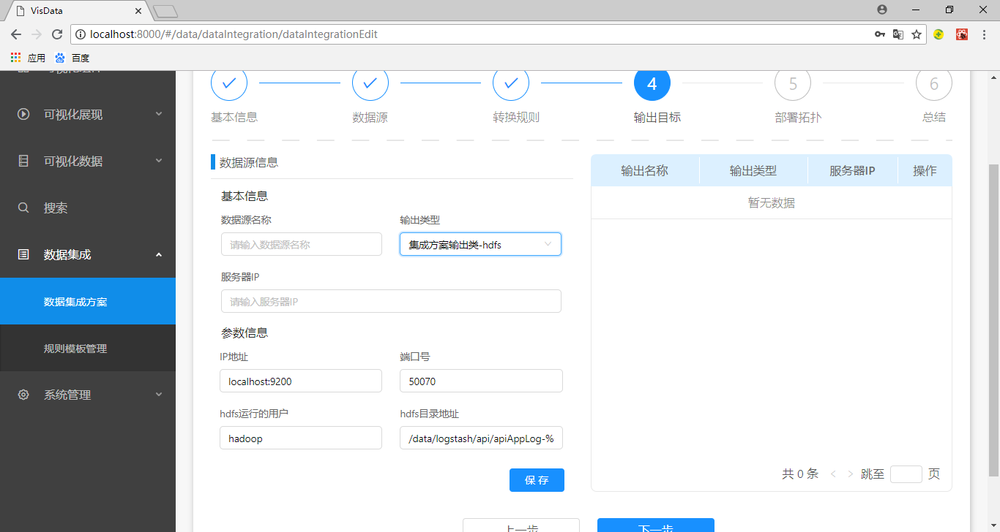 VisData
localhost:8000/#/data/dataIntegration/dataIntegrationEdit
应用 百度
可视化展现
可视化数据
搜索
数据集成
数据集成方案
规则模板管理
系统管理
4 5 6
基本信息 数据源 转换规则 输出目标 部署拓扑 总结
数据源信息
基本信息
数据源名称 输出类型
请输入数据源名称 集成方案输出类-hdfs
服务器IP
请输入服务器IP
参数信息
IP地址 端口号
localhost:9200 50070
hdfs运行的用户 hdfs目录地址
hadoop /data/logstash/api/apiAppLog-%
保 存
输出名称 输出类型 服务器IP 操作
暂无数据
共 0 条 < > 跳至 页
上一步 下一步